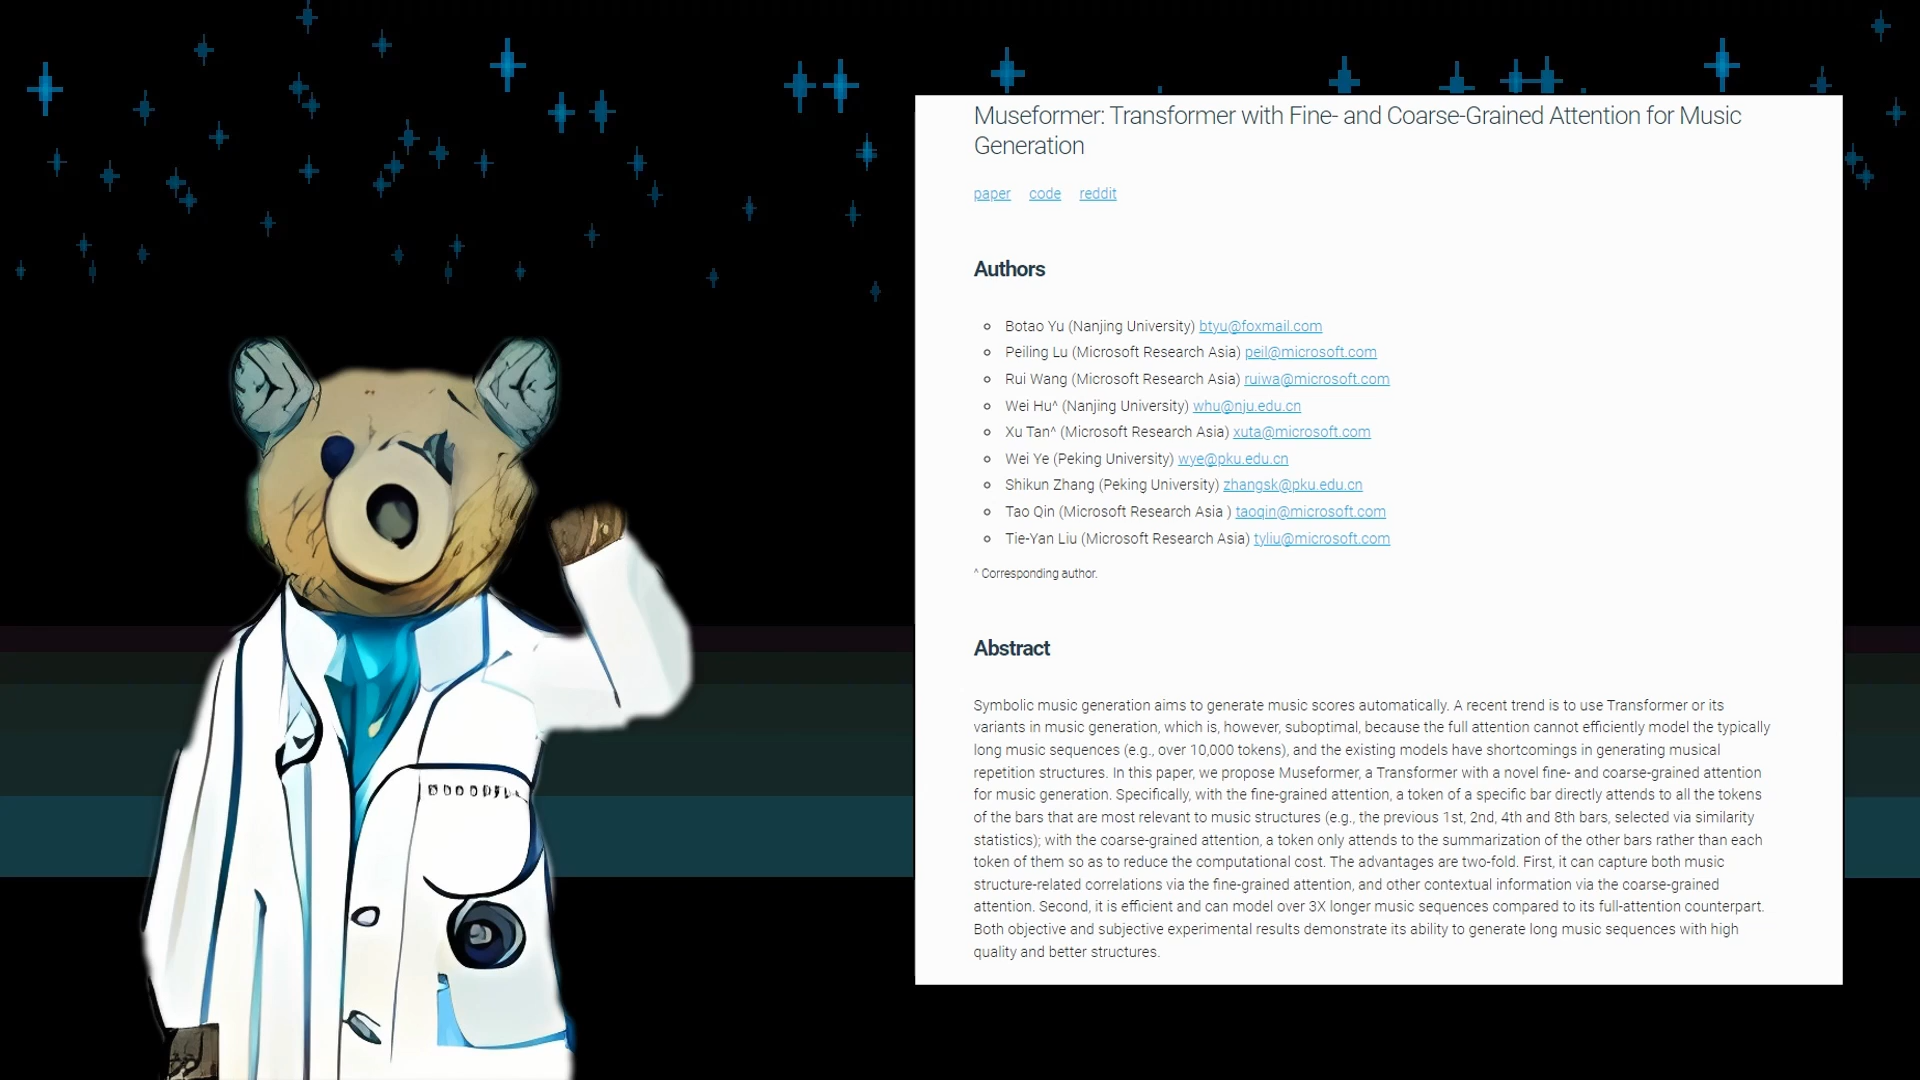 Museformer: Transformer with Fine- and Coarse-Grained Attention for Music
Generation
paper code reddit
Authors
Botao Yu (Nanjing University) btyu@foxmail.com
Peiling Lu (Microsoft Research Asia) peil@microsoft.com
Rui Wang (Microsoft Research Asia) ruiwa@microsoft.com
Wei Hu^ (Nanjing University) whu@nju.edu.cn
Xu Tan^ (Microsoft Research Asia) xuta@microsoft.com
Wei Ye (Peking University) wye@pku.edu.cn
Shikun Zhang (Peking University) zhangsk@pku.edu.cn
Tao Qin (Microsoft Research Asia ) taoqin@microsoft.com
Tie-Yan Liu (Microsoft Research Asia) tyliu@microsoft.com
^ Corresponding author.
Abstract
Symbolic music generation aims to generate music scores automatically. A recent trend is to use Transformer or its
variants in music generation, which is, however, suboptimal, because the full attention cannot efficiently model the typically
long music sequences (e.g., over 10,000 tokens), and the existing models have shortcomings in generating musical
repetition structures. In this paper, we propose Museformer, a Transformer with a novel fine- and coarse-grained attention
for music generation. Specifically, with the fine-grained attention, a token of a specific bar directly attends to all the tokens
of the bars that are most relevant to music structures (e.g., the previous 1st, 2nd, 4th and 8th bars, selected via similarity
statistics); with the coarse-grained attention, a token only attends to the summarization of the other bars rather than each
token of them so as to reduce the computational cost. The advantages are two-fold. First, it can capture both music
structure-related correlations via the fine-grained attention, and other contextual information via the coarse-grained
attention. Second, it is efficient and can model over 3X longer music sequences compared to its full-attention counterpart.
Both objective and subjective experimental results demonstrate its ability to generate long music sequences with high
quality and better structures.